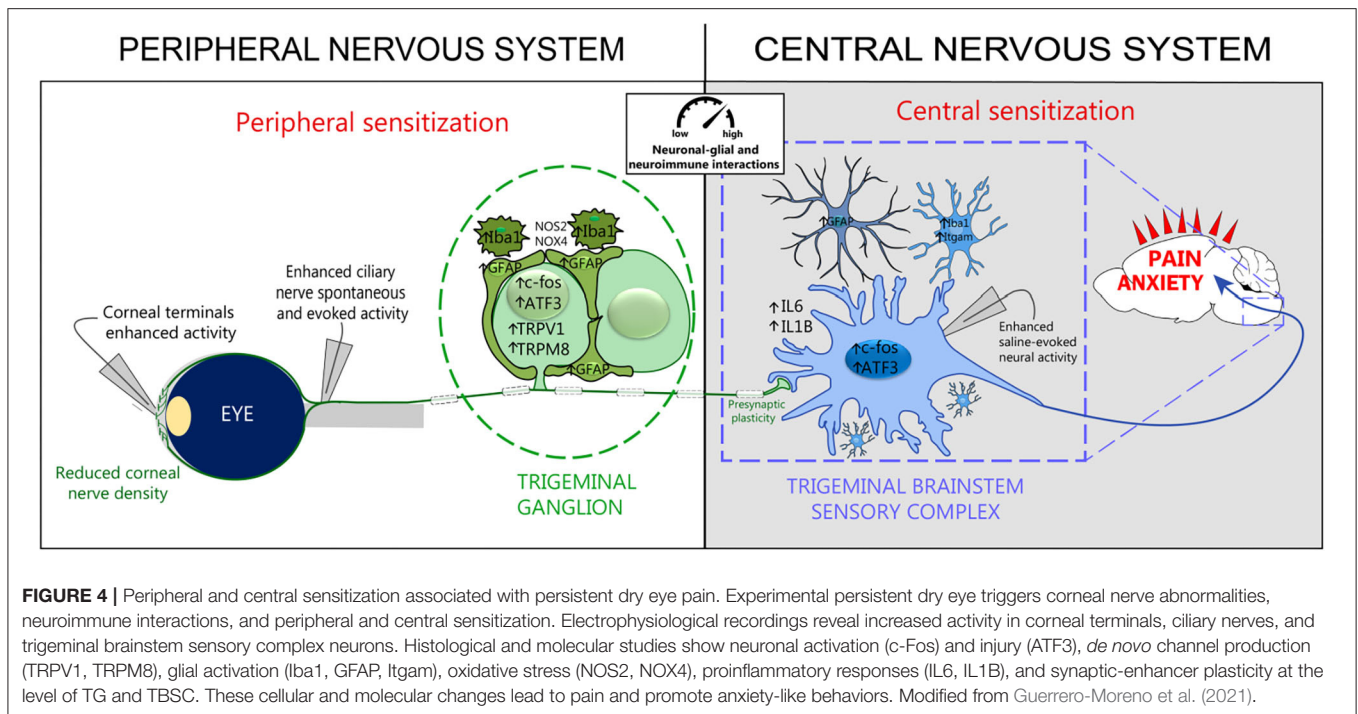 PERIPHERAL NERVOUS SYSTEM
CENTRAL NERVOUS SYSTEM
Peripheral sensitization
low high
Neuronal-glial and
neuroimmune interactions
Central sensitization
Corneal terminals
enhanced activity
Enhanced ciliary
nerve spontaneous
and evoked activity
EYE
Reduced corneal
nerve density
↑Iba1
NOS2
NOX4
↑Iba1
↑GFAP
↑GFAP
↑c-fos
↑ATF3
↑TRPV1
↑TRPM8
↑GFAP
TRIGEMINAL
GANGLION
Presynaptic
plasticity
↑GFAP
↑Iba1
↑Itgam
↑IL6
↑IL1B
↑c-fos
↑ATF3
Enhanced
saline-evoked
neural activity
TRIGEMINAL BRAINSTEM
SENSORY COMPLEX
PAIN
ANXIETY
FIGURE 4 | Peripheral and central sensitization associated with persistent dry eye pain. Experimental persistent dry eye triggers corneal nerve abnormalities,
neuroimmune interactions, and peripheral and central sensitization. Electrophysiological recordings reveal increased activity in corneal terminals, ciliary nerves, and
trigeminal brainstem sensory complex neurons. Histological and molecular studies show neuronal activation (c-Fos) and injury (ATF3), de novo channel production
(TRPV1, TRPM8), glial activation (Iba1, GFAP, Itgam), oxidative stress (NOS2, NOX4), proinflammatory responses (IL6, IL1B), and synaptic-enhancer plasticity at the
level of TG and TBSC. These cellular and molecular changes lead to pain and promote anxiety-like behaviors. Modified from Guerrero-Moreno et al. (2021).